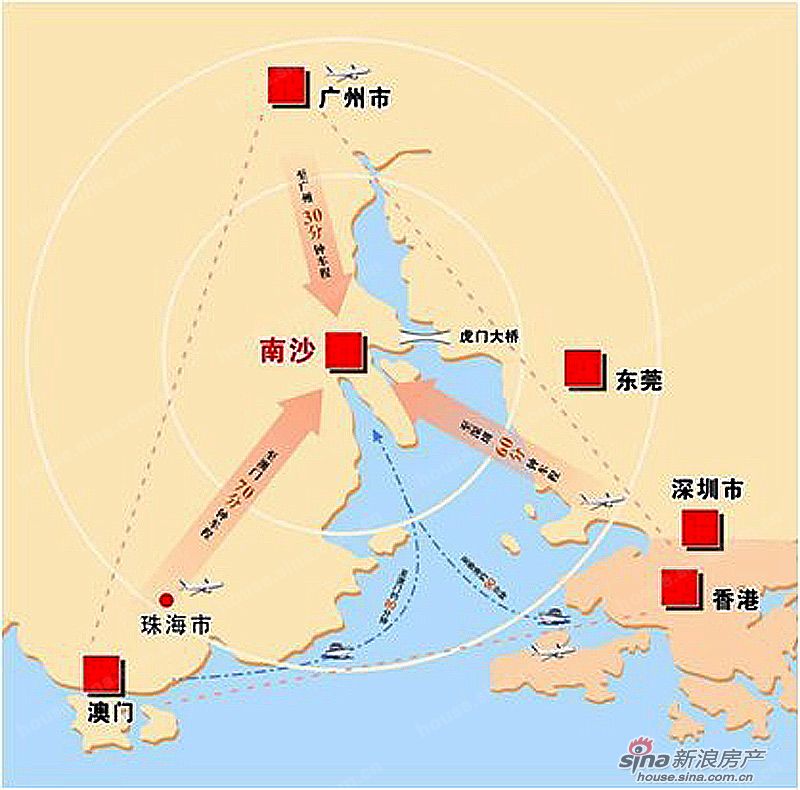 广州市
至广州30分钟车程
南沙
虎门大桥
东莞
至深圳60分钟车程
至澳门70分钟车程
深圳市
香港
珠海市
澳门
sina新浪房产
house.sina.com.cn